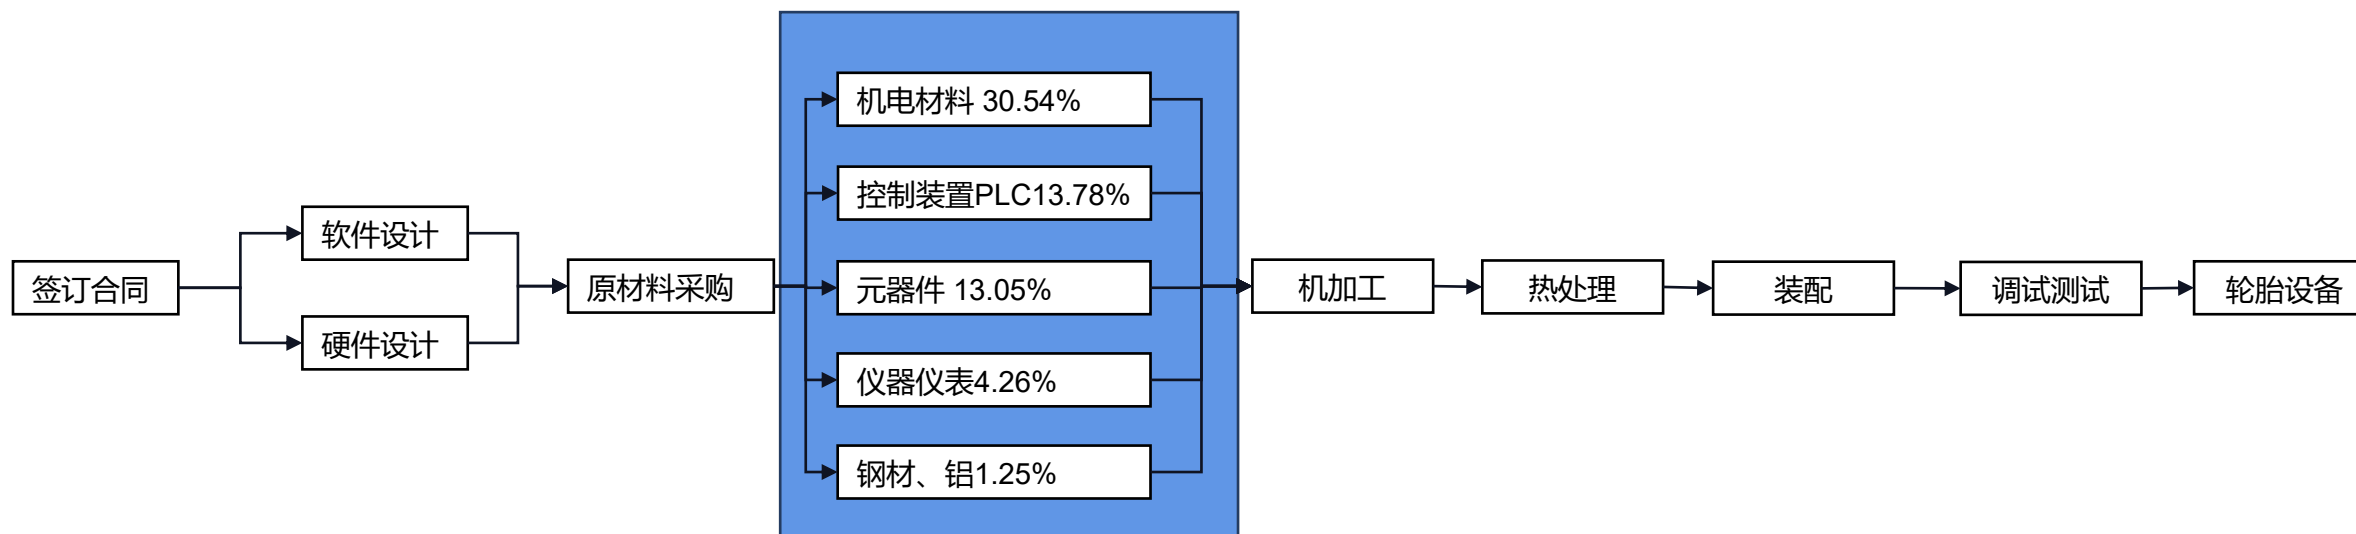 签订合同
软件设计
硬件设计
原材料采购
机电材料 30.54%
控制装置PLC13.78%
元器件 13.05%
仪器仪表4.26%
钢材、铝1.25%
机加工
热处理
装配
调试测试
轮胎设备